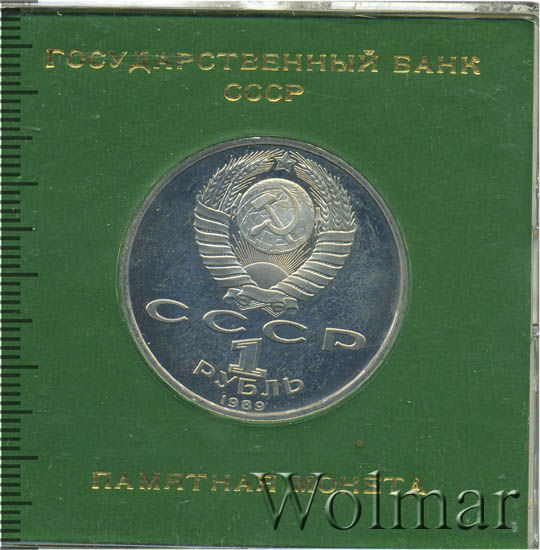 ГОСУДАРСТВЕННЫЙ БАНК
СССР
СССР
1
РУБЛЬ
1989
ПАМЯТНАЯ МОНЕТА
Wolmar